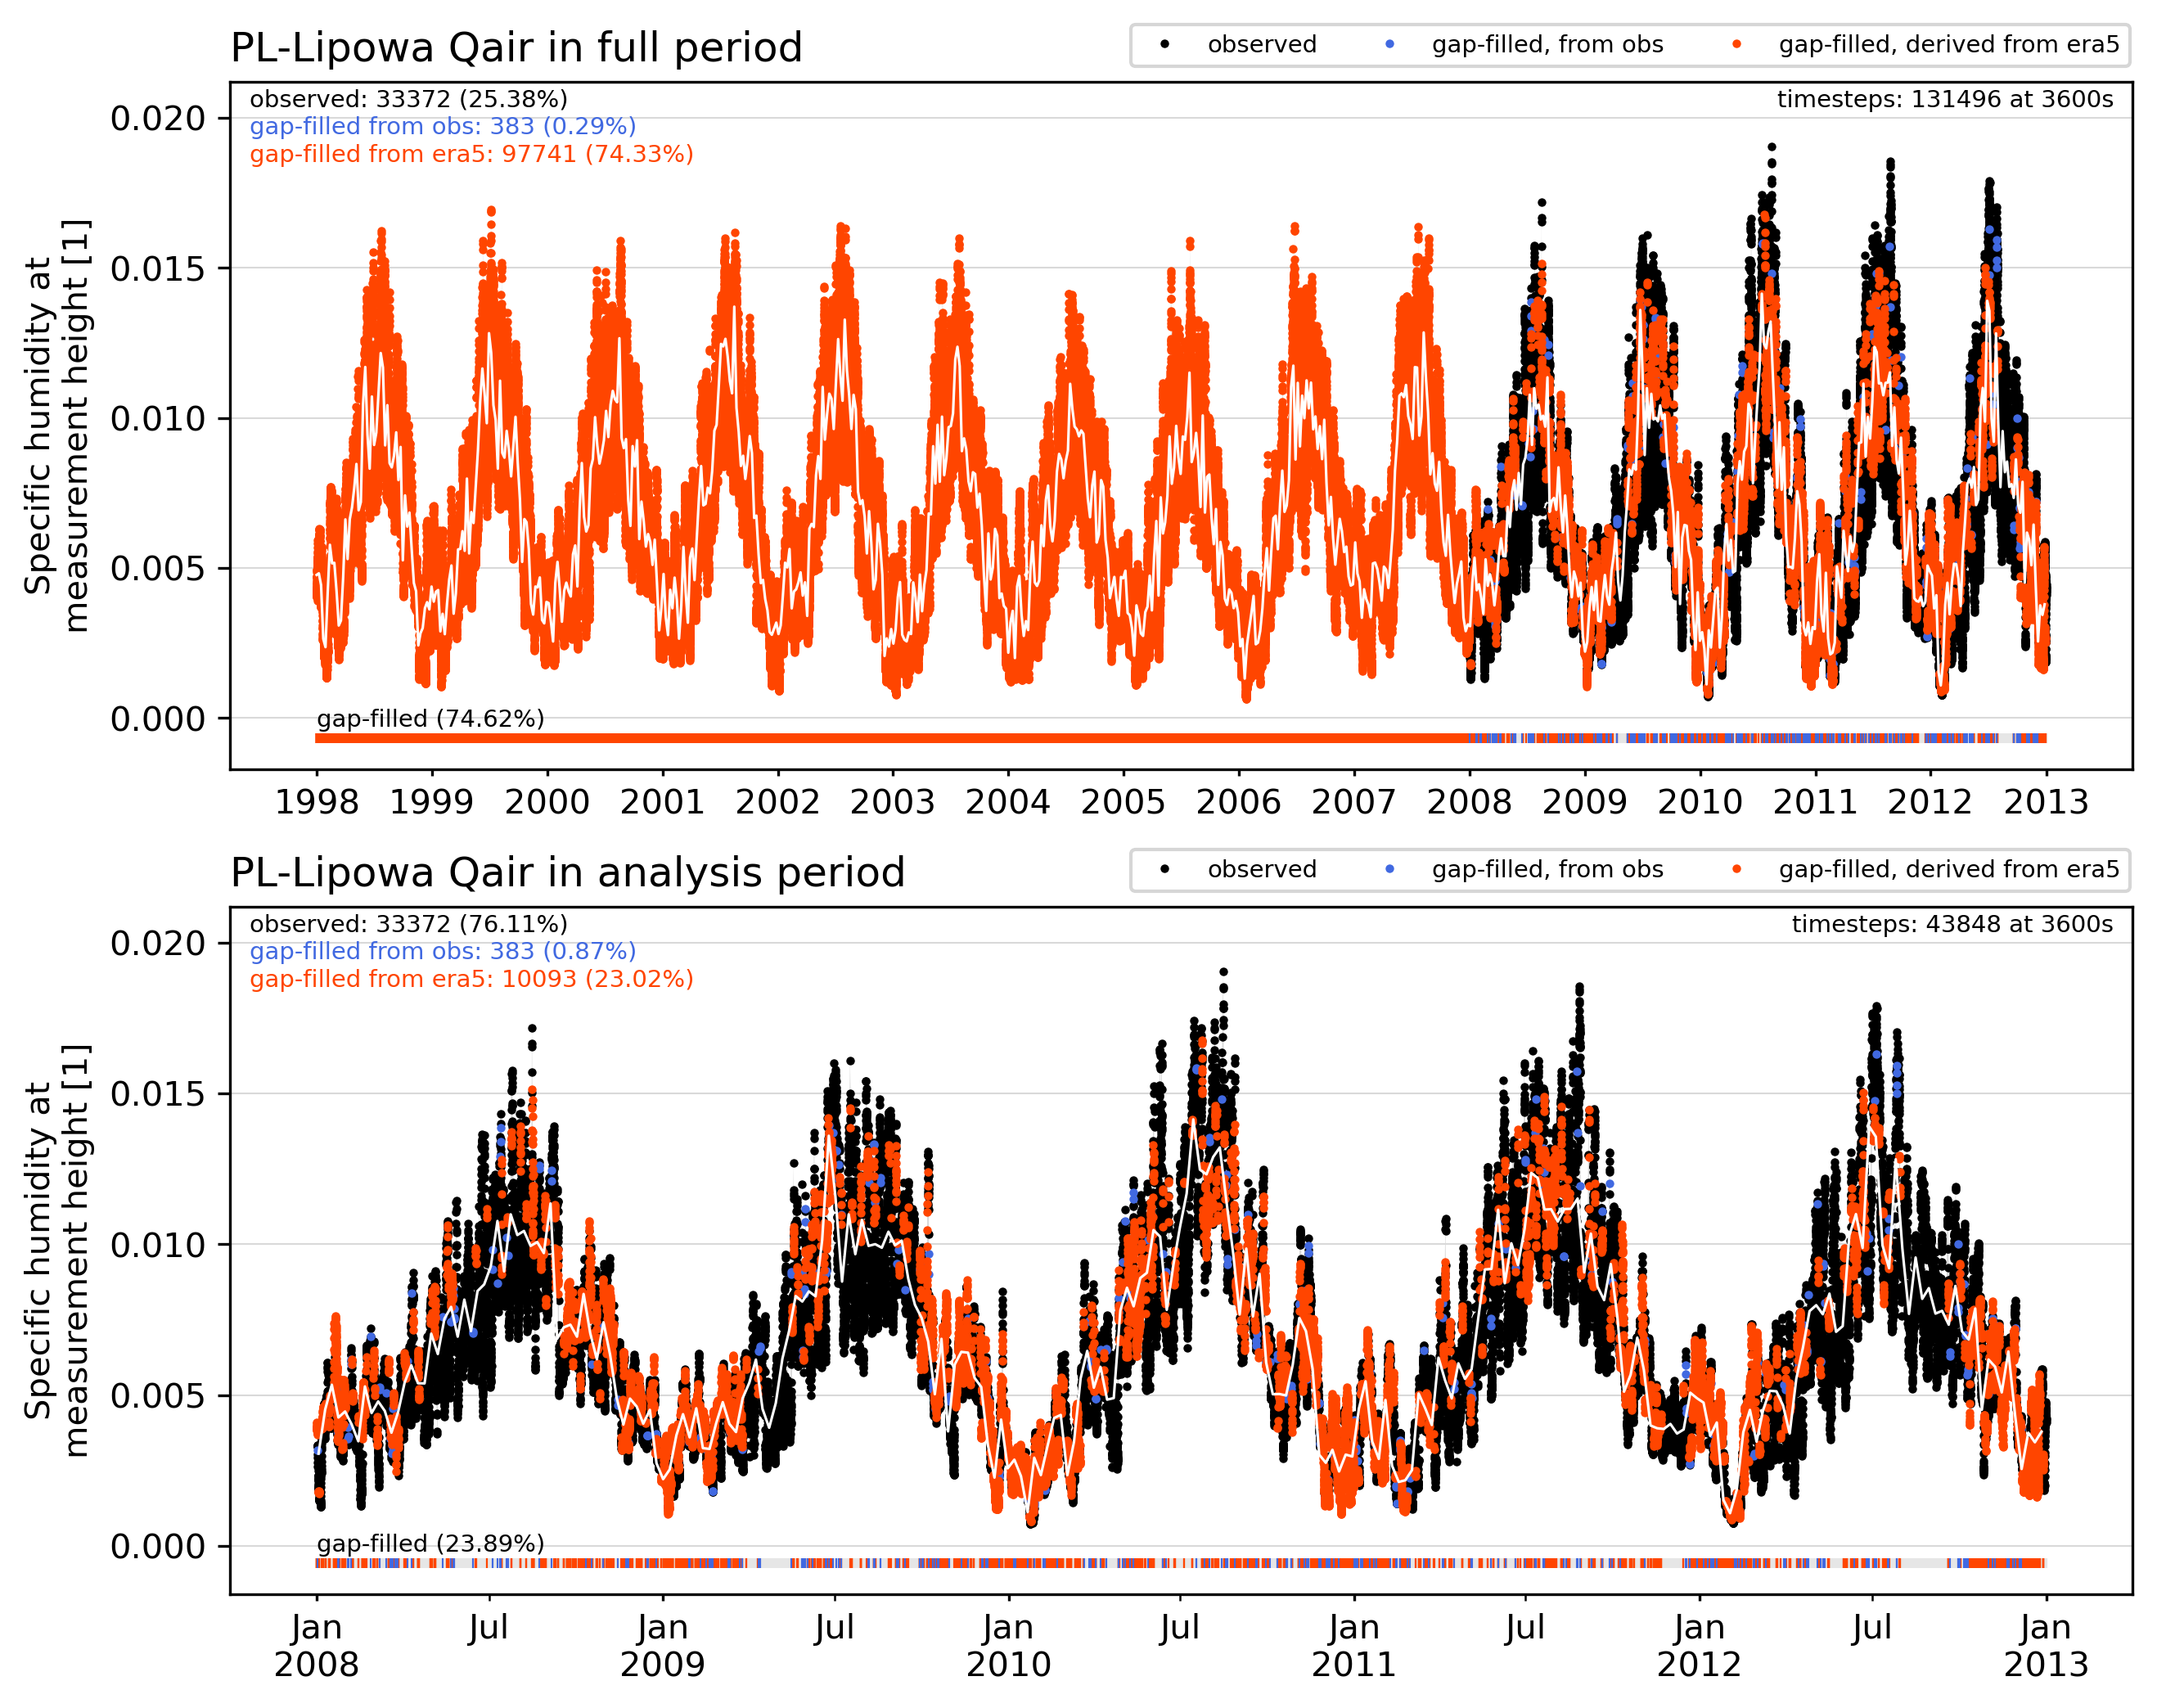 PL-Lipowa Qair in full period
observed
gap-filled, from obs
gap-filled, derived from era5
observed: 33372 (25.38%)
gap-filled from obs: 383 (0.29%)
gap-filled from era5: 97741 (74.33%)
timesteps: 131496 at 3600s
Specific humidity at
measurement height [1]
0.020
0.015
0.010
0.005
0.000
gap-filled (74.62%)
1998 1999 2000 2001 2002 2003 2004 2005 2006 2007 2008 2009 2010 2011 2012 2013
PL-Lipowa Qair in analysis period
observed
gap-filled, from obs
gap-filled, derived from era5
observed: 33372 (76.11%)
gap-filled from obs: 383 (0.87%)
gap-filled from era5: 10093 (23.02%)
timesteps: 43848 at 3600s
Specific humidity at
measurement height [1]
0.020
0.015
0.010
0.005
0.000
gap-filled (23.89%)
Jan Jul Jan Jul Jan Jul Jan Jul Jan Jul Jan
2008 2009 2010 2011 2012 2013